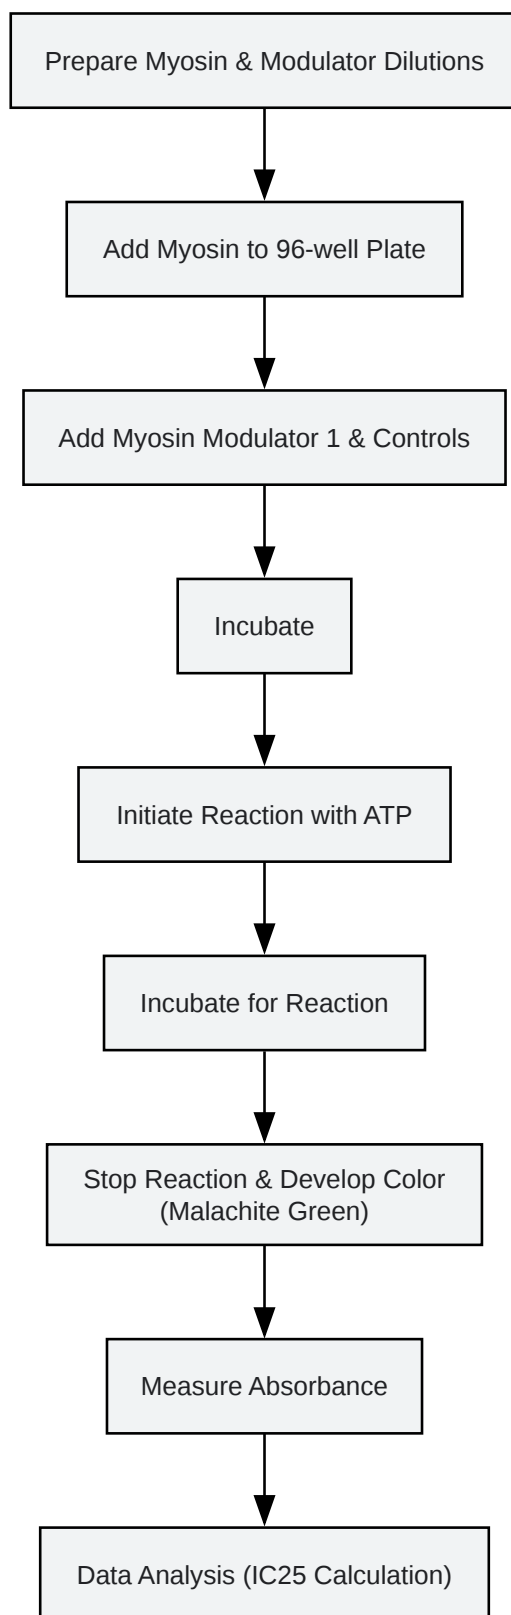 Prepare Myosin & Modulator Dilutions
Add Myosin to 96-well Plate
Add Myosin Modulator 1 & Controls
Incubate
Initiate Reaction with ATP
Incubate for Reaction
Stop Reaction & Develop Color
(Malachite Green)
Measure Absorbance
Data Analysis (IC25 Calculation)